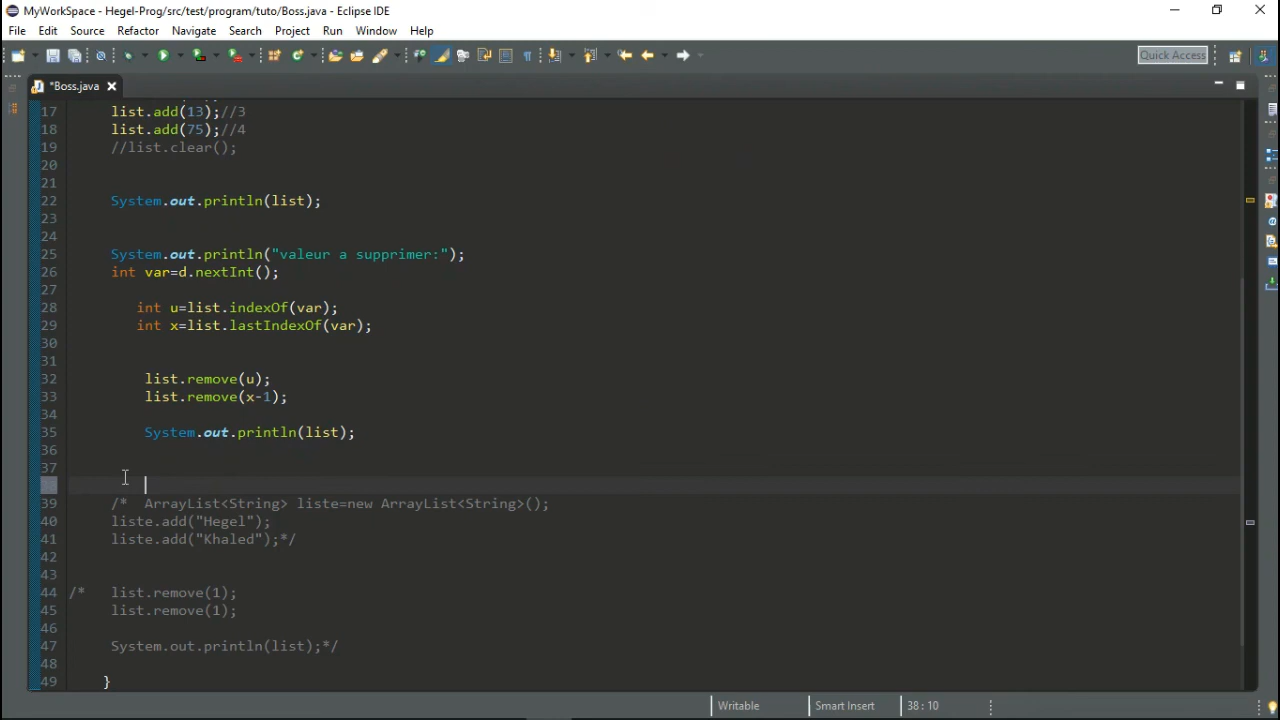 MyWorkSpace - Hegel-Prog/src/test/program/tuto/Boss.java - Eclipse IDE
File Edit Source Refactor Navigate Search Project Run Window Help
Quick Access
*Boss.java
17 list.add(13);//3
18 list.add(75);//4
19 //list.clear();
20
21
22 System.out.println(list);
23
24
25 System.out.println("valeur a supprimer:");
26 int var=d.nextInt();
27
28 int u=list.indexOf(var);
29 int x=list.lastIndexOf(var);
30
31
32 list.remove(u);
33 list.remove(x-1);
34
35 System.out.println(list);
36
37
38
39 /* ArrayList<String> liste=new ArrayList<String>();
40 liste.add("Hegel");
41 liste.add("Khaled");*/
42
43
44 /* list.remove(1);
45 list.remove(1);
46
47 System.out.println(list);*/
48
49 }
Writable Smart Insert 38 : 10